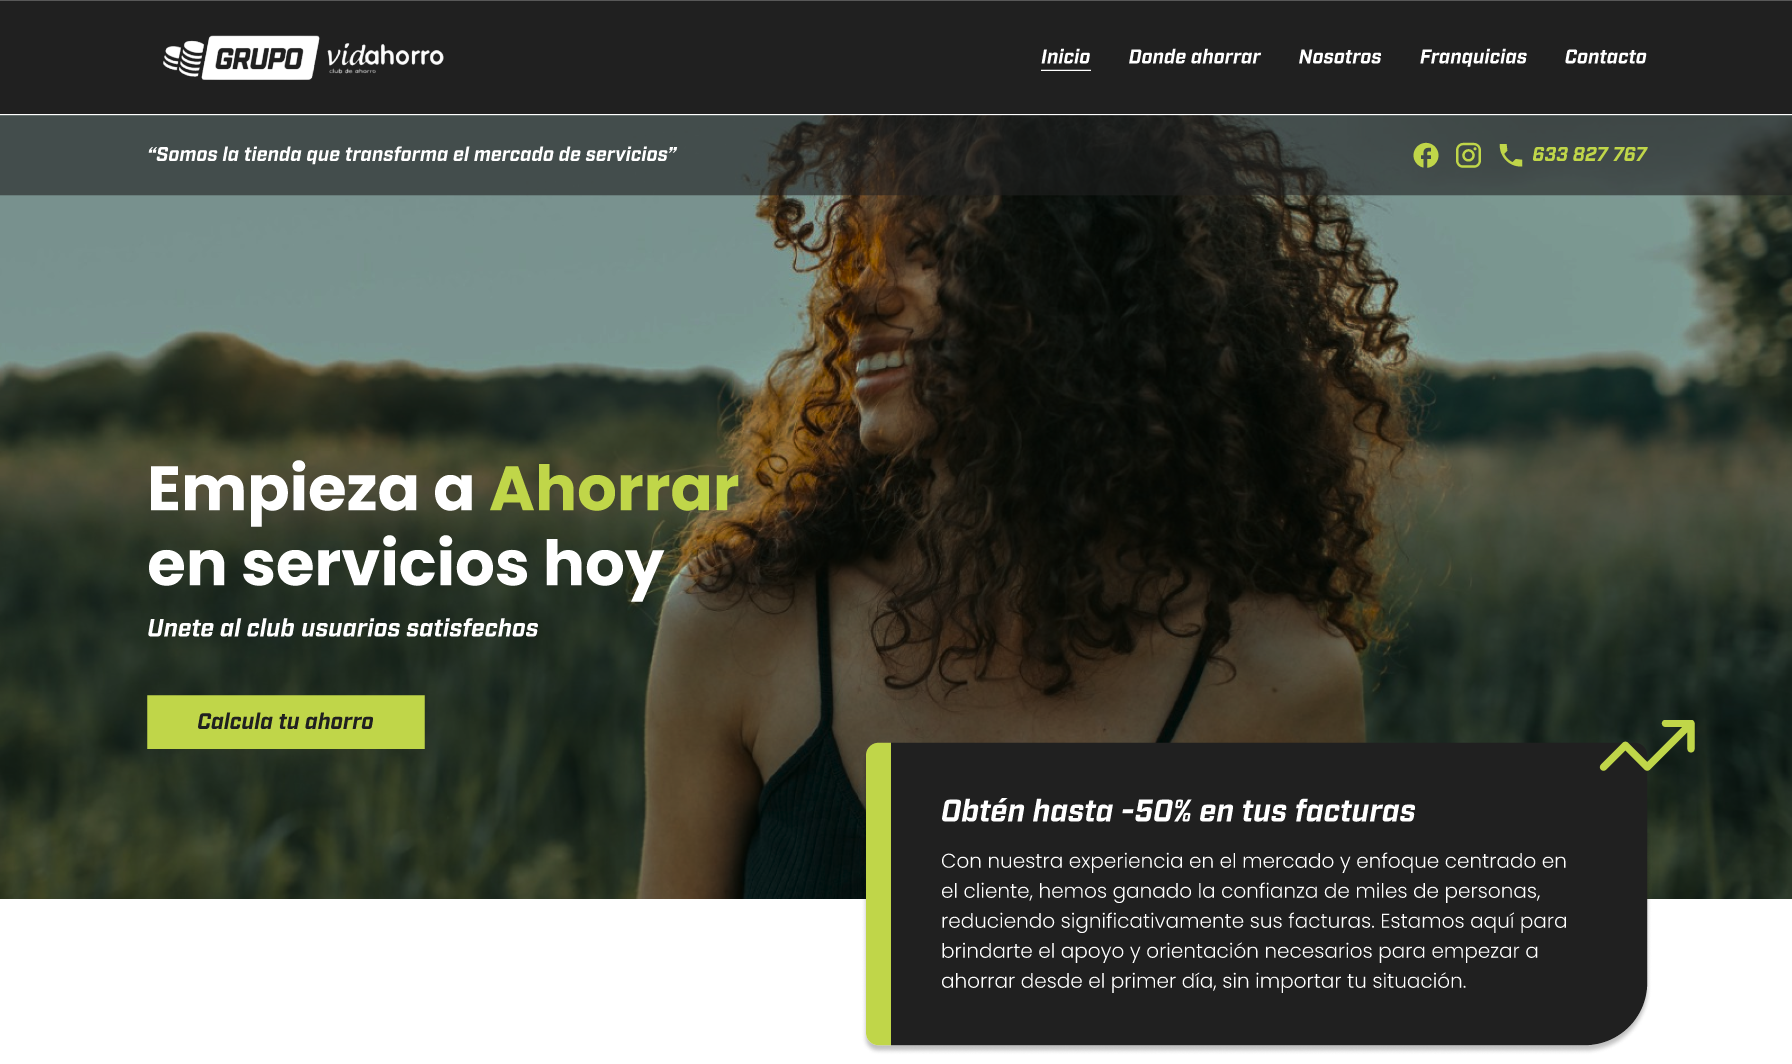 GRUPO vidahorro
club de ahorro
Inicio Donde ahorrar Nosotros Franquicias Contacto
“Somos la tienda que transforma el mercado de servicios”
633 827 767
Empieza a Ahorrar
en servicios hoy
Unete al club usuarios satisfechos
Calcula tu ahorro
Obtén hasta -50% en tus facturas
Con nuestra experiencia en el mercado y enfoque centrado en
el cliente, hemos ganado la confianza de miles de personas,
reduciendo significativamente sus facturas. Estamos aquí para
brindarte el apoyo y orientación necesarios para empezar a
ahorrar desde el primer día, sin importar tu situación.